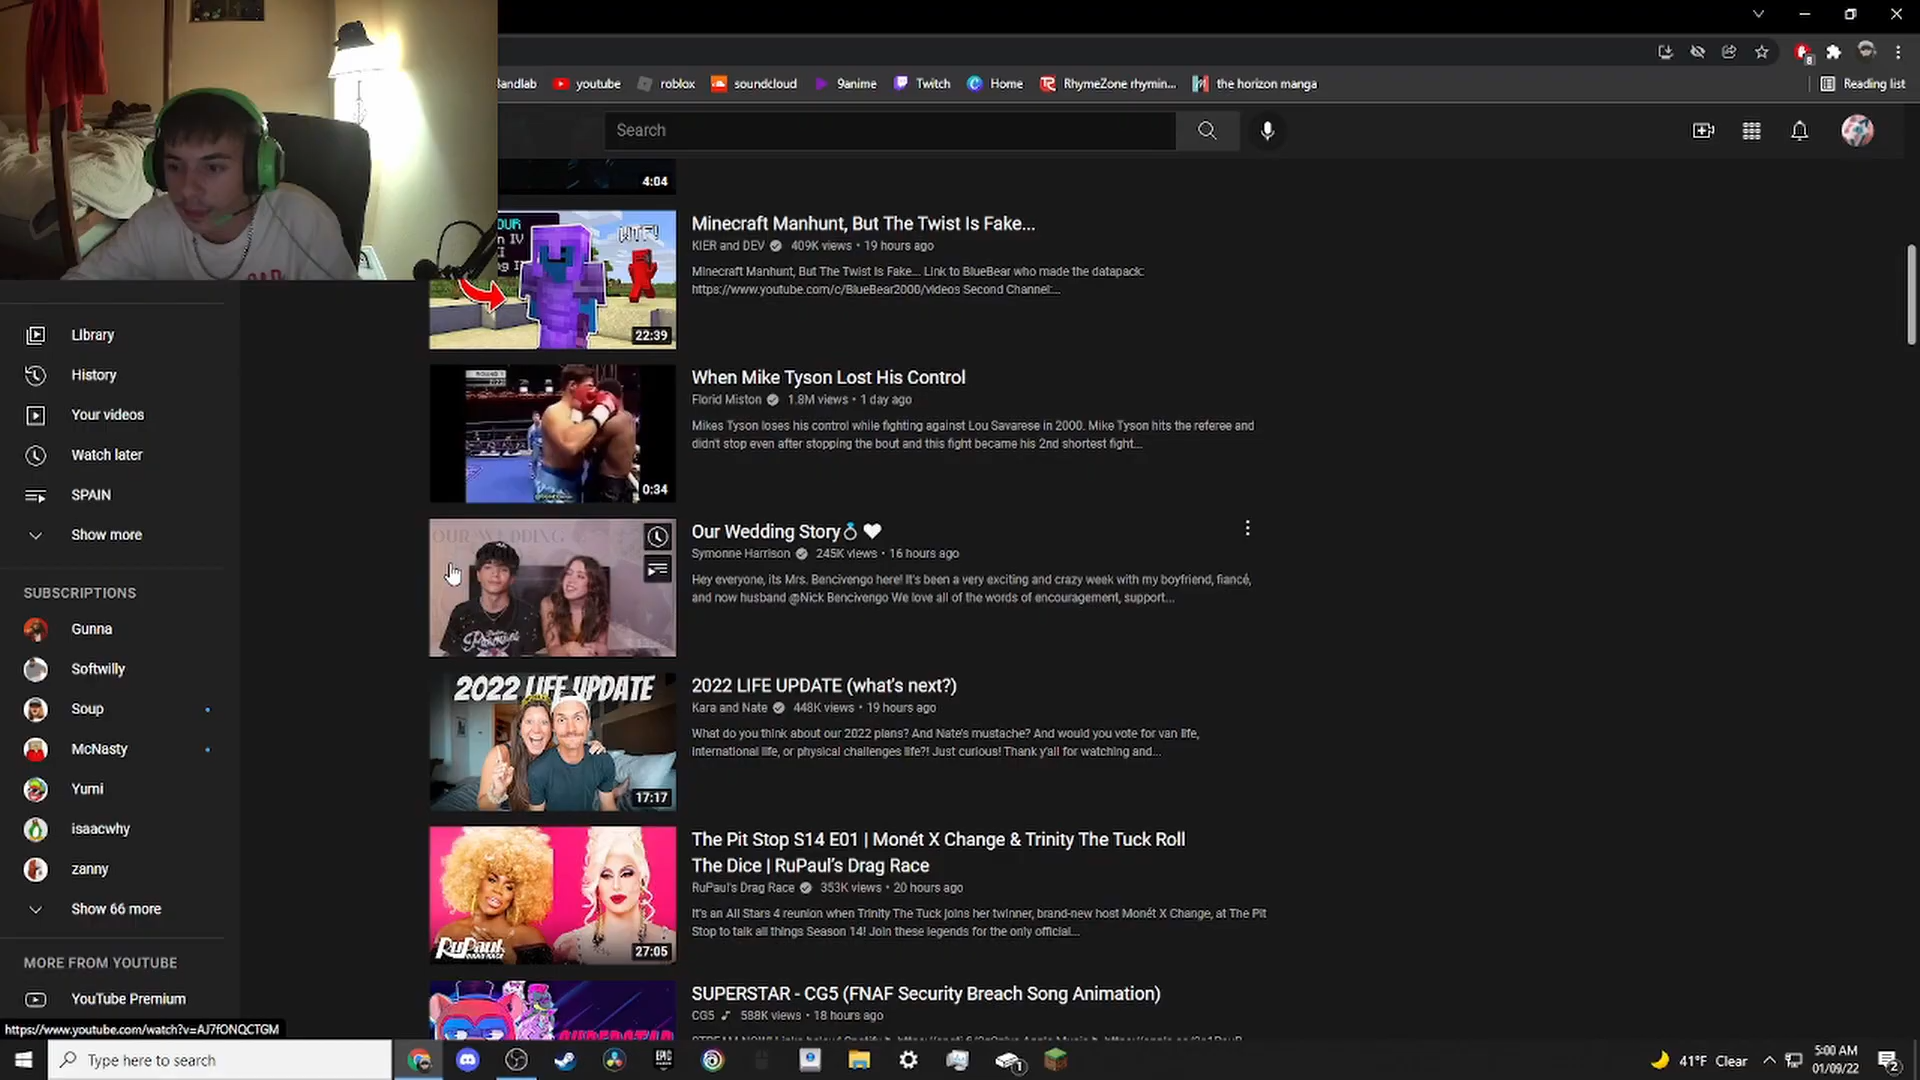 bandlab
youtube
roblox
soundcloud
9anime
Twitch
Home
RhymeZone rhymin...
the horizon manga
Reading list
8
Search
4:04
OUR
WTF!
22:39
Minecraft Manhunt, But The Twist Is Fake...
KIER and DEV 409K views • 19 hours ago
Minecraft Manhunt, But The Twist Is Fake... Link to BlueBear who made the datapack:
https://www.youtube.com/c/BlueBear2000/videos Second Channel:...
Library
History
Your videos
Watch later
SPAIN
Show more
0:34
When Mike Tyson Lost His Control
Florid Miston 1.8M views • 1 day ago
Mikes Tyson loses his control while fighting against Lou Savarese in 2000. Mike Tyson hits the referee and
didn't stop even after stopping the bout and this fight became his 2nd shortest fight...
OUR WEDDING
Our Wedding Story
Symonne Harrison 245K views • 16 hours ago
Hey everyone, its Mrs. Bencivengo here! It's been a very exciting and crazy week with my boyfriend, fiancé,
and now husband @Nick Bencivengo We love all of the words of encouragement, support...
SUBSCRIPTIONS
Gunna
Softwilly
Soup
McNasty
Yumi
isaacwhy
zanny
Show 66 more
2022 LIFE UPDATE
17:17
2022 LIFE UPDATE (what's next?)
Kara and Nate 448K views • 19 hours ago
What do you think about our 2022 plans? And Nate's mustache? And would you vote for van life,
international life, or physical challenges life?! Just curious! Thank y'all for watching and...
RuPaul's
DRAG RACE
27:05
The Pit Stop S14 E01 | Monét X Change & Trinity The Tuck Roll
The Dice | RuPaul's Drag Race
RuPaul's Drag Race 353K views • 20 hours ago
It's an All Stars 4 reunion when Trinity The Tuck joins her twinner, brand-new host Monét X Change, at The Pit
Stop to talk all things Season 14! Join these legends for the only official...
MORE FROM YOUTUBE
YouTube Premium
SUPERSTAR - CG5 (FNAF Security Breach Song Animation)
CG5 588K views • 18 hours ago
https://www.youtube.com/watch?v=AJ7fONQCTGM
Type here to search
EPIC
1
41°F Clear
5:00 AM
01/09/22
2